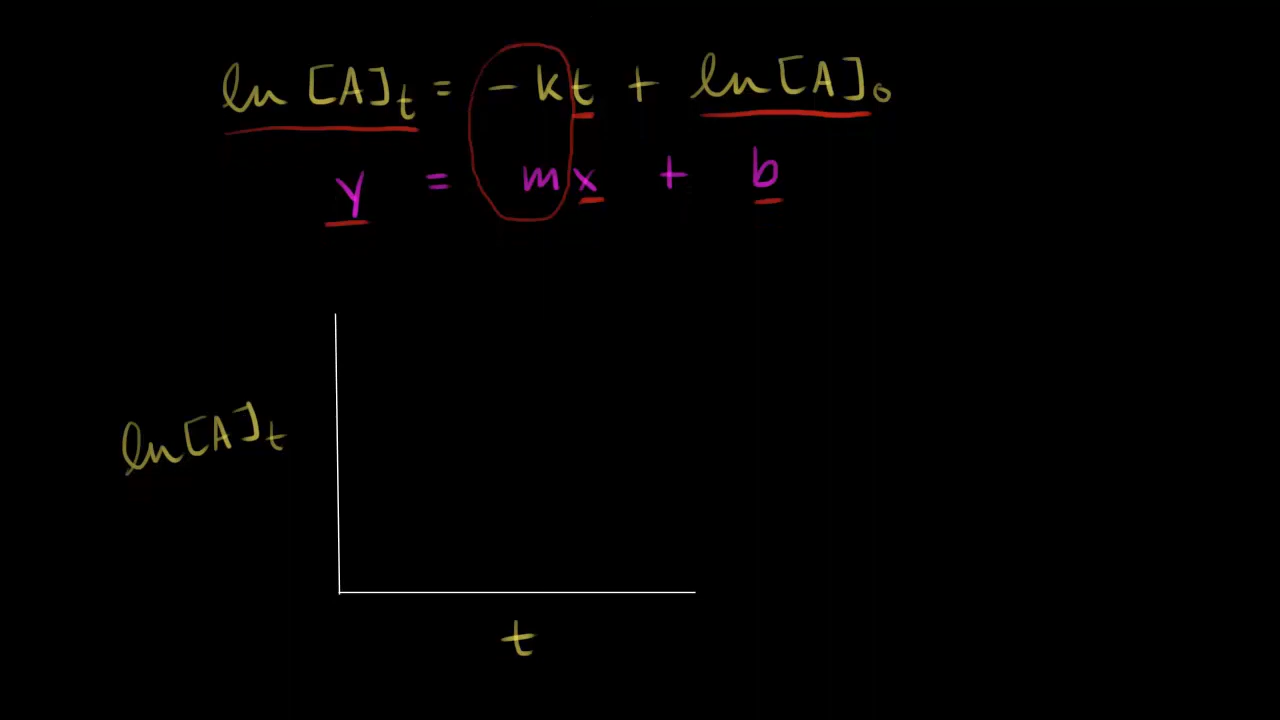 ln [A]t = -kt + ln [A]₀
y = mx + b
ln [A]t
t